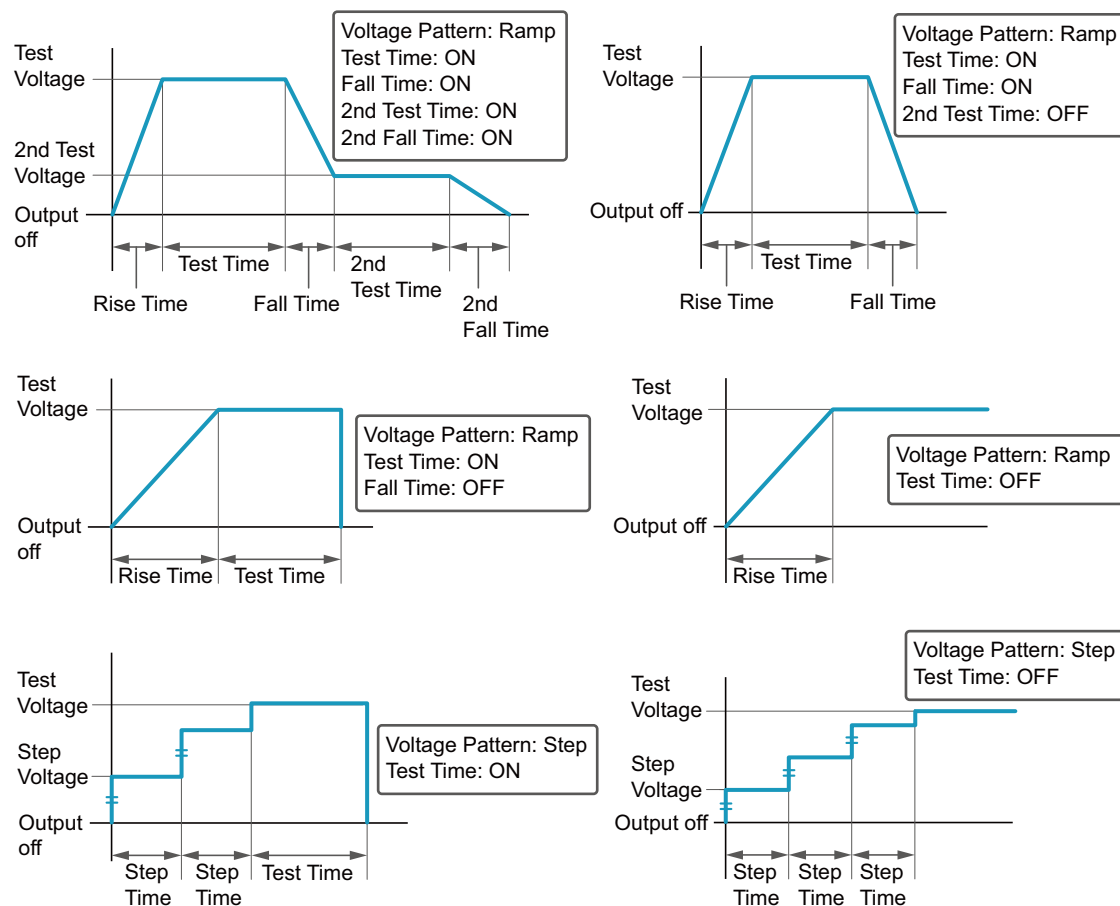 Test
Voltage
2nd Test
Voltage
Output
off
Voltage Pattern: Ramp
Test Time: ON
Fall Time: ON
2nd Test Time: ON
2nd Fall Time: ON
Test Time
2nd
Test Time
Rise Time
Fall Time
2nd
Fall Time
Test
Voltage
Output off
Voltage Pattern: Ramp
Test Time: ON
Fall Time: ON
2nd Test Time: OFF
Test Time
Rise Time
Fall Time
Test
Voltage
Output
off
Voltage Pattern: Ramp
Test Time: ON
Fall Time: OFF
Rise Time
Test Time
Test
Voltage
Output off
Voltage Pattern: Ramp
Test Time: OFF
Rise Time
Test
Voltage
Step
Voltage
Output
off
Voltage Pattern: Step
Test Time: ON
Step
Time
Step
Time
Test Time
Test
Voltage
Step
Voltage
Output off
Voltage Pattern: Step
Test Time: OFF
Step
Time
Step
Time
Step
Time